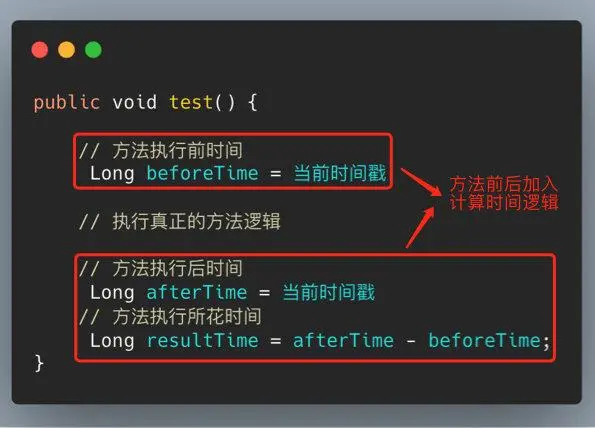 public void test() {
// 方法执行前时间
Long beforeTime = 当前时间戳
// 执行真正的方法逻辑
// 方法执行后时间
Long afterTime = 当前时间戳
// 方法执行所花时间
Long resultTime = afterTime - beforeTime;
}
方法前后加入
计算时间逻辑